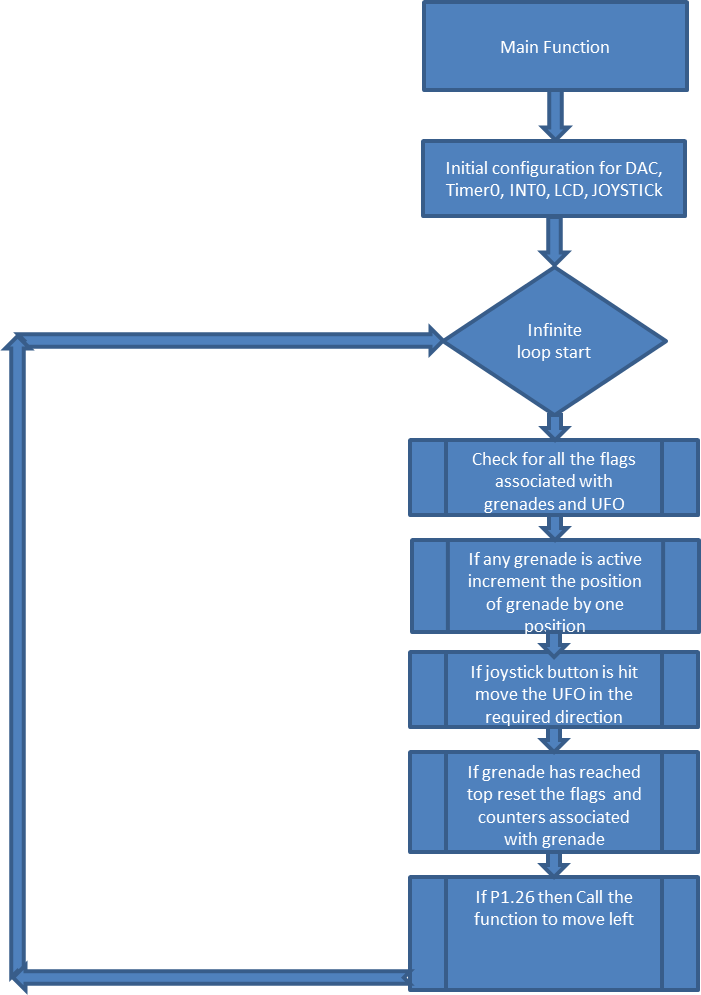 Main Function
Initial configuration for DAC,
Timer0, INT0, LCD, JOYSTICk
Infinite
loop start
Check for all the flags
associated with
grenades and UFO
If any grenade is active
increment the position
of grenade by one
position
If joystick button is hit
move the UFO in the
required direction
If grenade has reached
top reset the flags and
counters associated
with grenade
If P1.26 then Call the
function to move left